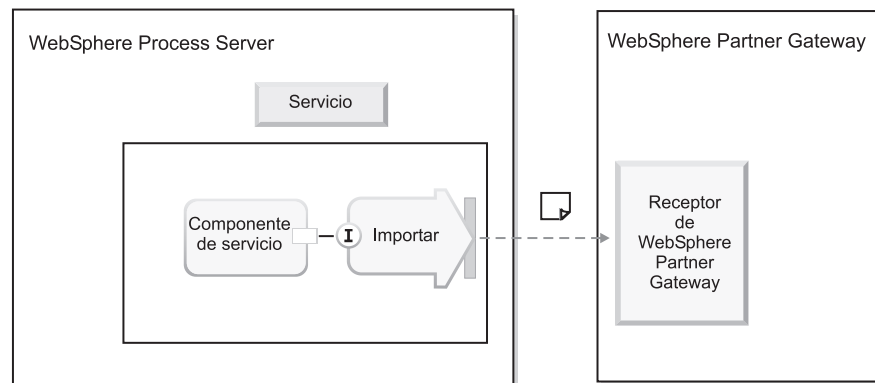 WebSphere Process Server
WebSphere Partner Gateway
Servicio
Componente
de servicio
I
Importar
Receptor
de
WebSphere
Partner
Gateway